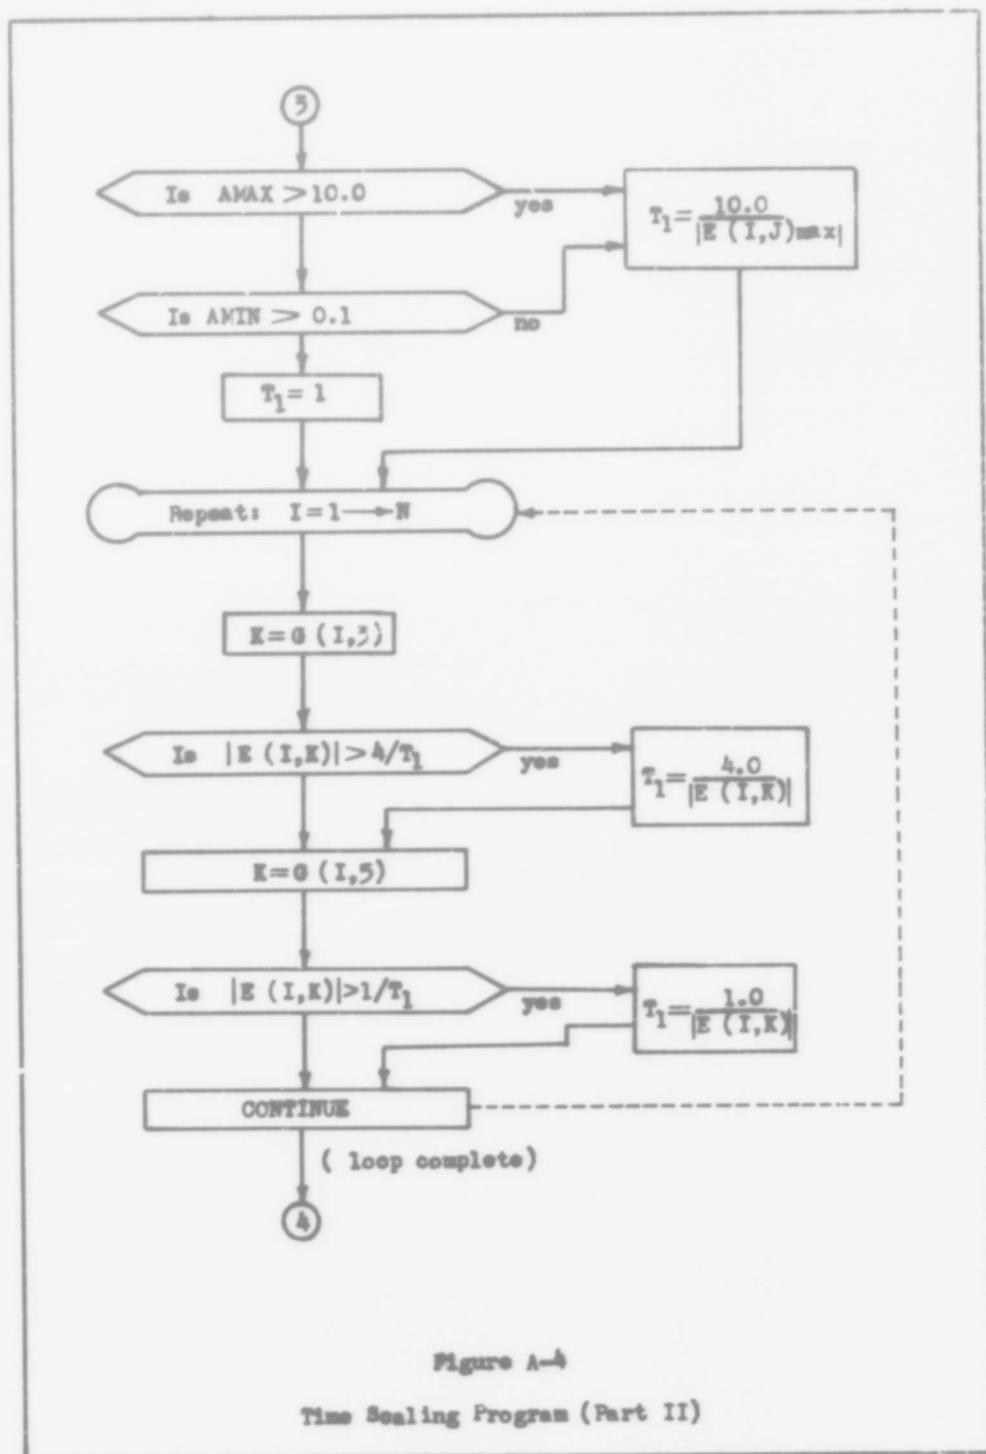 3
Is AMAX > 10.0
yes
T1 = 10.0 / |E (I,J)max|
Is AMIN > 0.1
no
T1 = 1
Repeat: I = 1 → N
K = G (I,3)
Is |E (I,K)| > 4/T1
yes
T1 = 4.0 / |E (I,K)|
K = G (I,5)
Is |E (I,K)| > 1/T1
yes
T1 = 1.0 / |E (I,K)|
CONTINUE
( loop complete)
4
Figure A-4
Time Scaling Program (Part II)